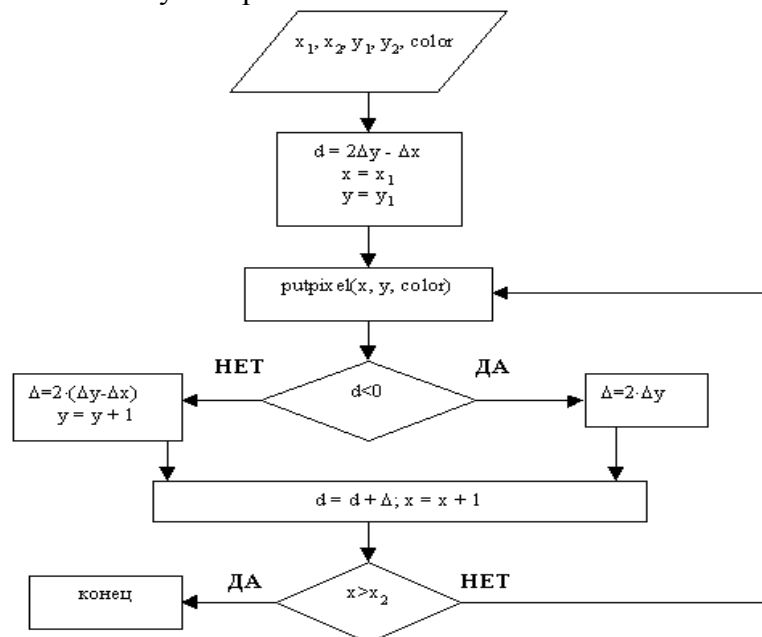 x₁, x₂, y₁, y₂, color
d = 2Δy - Δx
x = x₁
y = y₁
putpixel(x, y, color)
НЕТ
ДА
d<0
Δ=2·(Δy-Δx)
y = y + 1
Δ=2·Δy
d = d + Δ; x = x + 1
ДА
НЕТ
x>x₂
конец